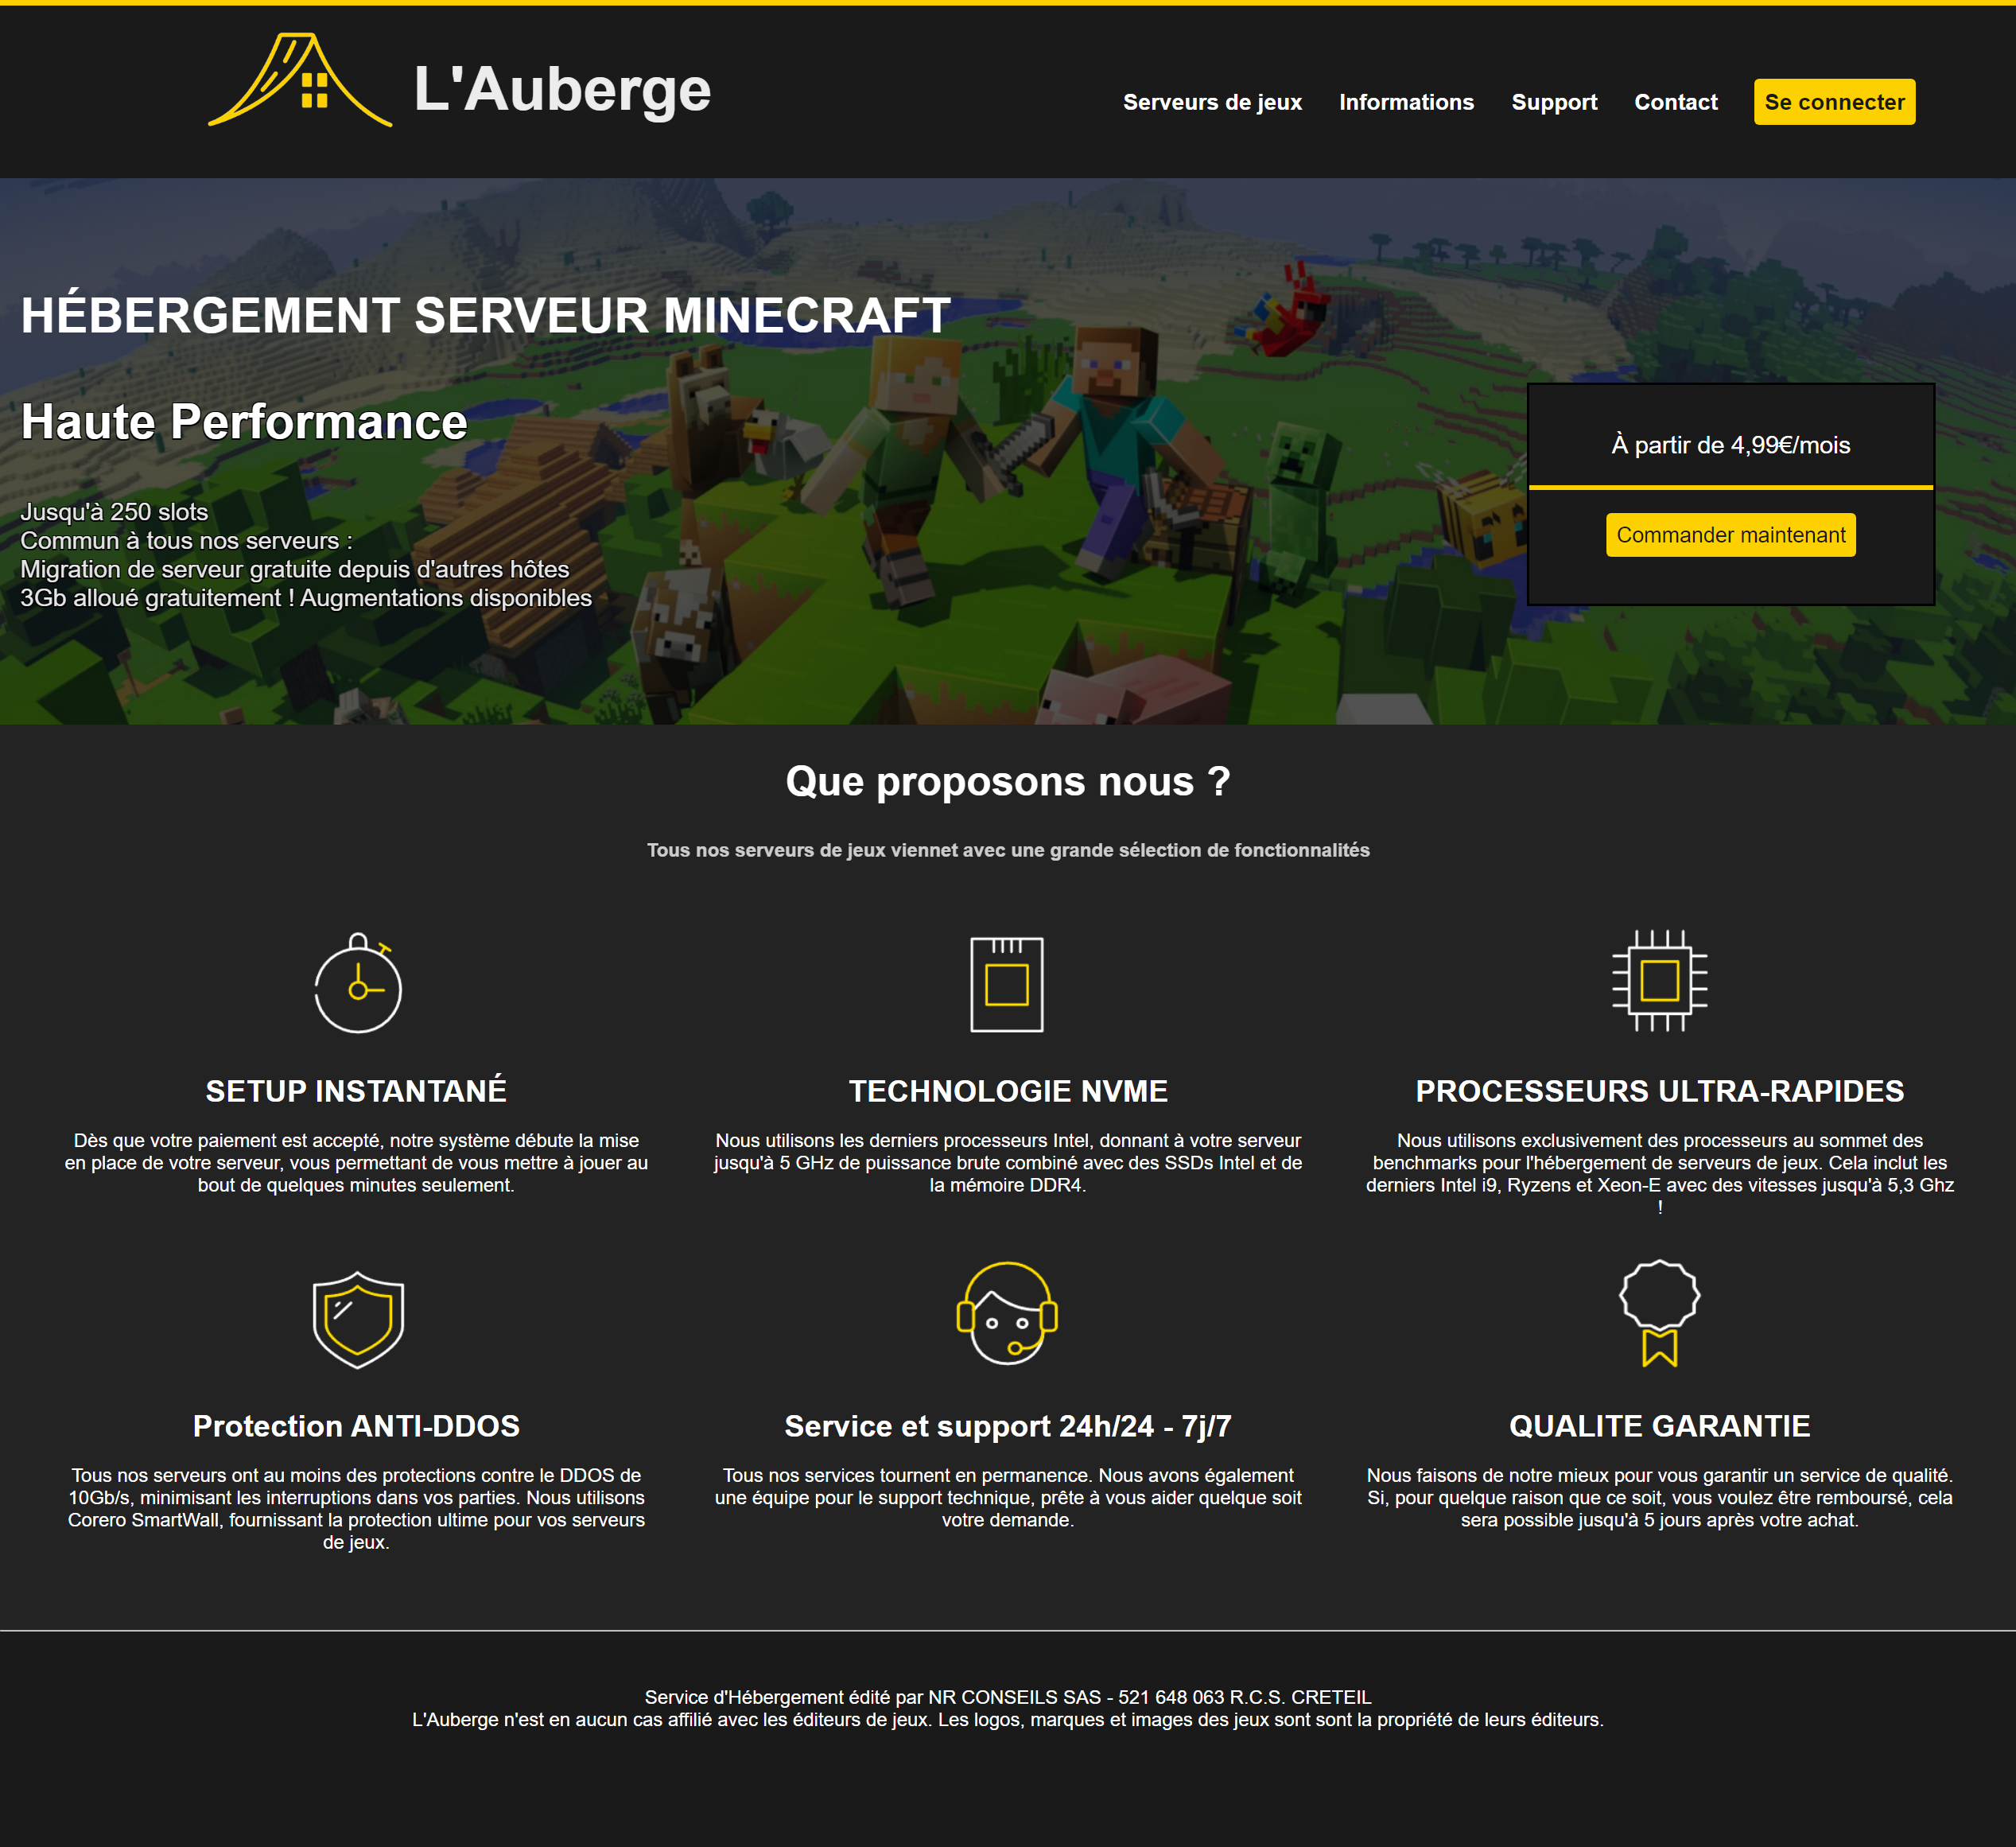 L'Auberge
Serveurs de jeux
Informations
Support
Contact
Se connecter
HÉBERGEMENT SERVEUR MINECRAFT
Haute Performance
Jusqu'à 250 slots
Commun à tous nos serveurs :
Migration de serveur gratuite depuis d'autres hôtes
3Gb alloué gratuitement ! Augmentations disponibles
À partir de 4,99€/mois
Commander maintenant
Que proposons nous ?
Tous nos serveurs de jeux viennet avec une grande sélection de fonctionnalités
SETUP INSTANTANÉ
Dès que votre paiement est accepté, notre système débute la mise
en place de votre serveur, vous permettant de vous mettre à jouer au
bout de quelques minutes seulement.
TECHNOLOGIE NVME
Nous utilisons les derniers processeurs Intel, donnant à votre serveur
jusqu'à 5 GHz de puissance brute combiné avec des SSDs Intel et de
la mémoire DDR4.
PROCESSEURS ULTRA-RAPIDES
Nous utilisons exclusivement des processeurs au sommet des
benchmarks pour l'hébergement de serveurs de jeux. Cela inclut les
derniers Intel i9, Ryzens et Xeon-E avec des vitesses jusqu'à 5,3 Ghz
!
Protection ANTI-DDOS
Tous nos serveurs ont au moins des protections contre le DDOS de
10Gb/s, minimisant les interruptions dans vos parties. Nous utilisons
Corero SmartWall, fournissant la protection ultime pour vos serveurs
de jeux.
Service et support 24h/24 - 7j/7
Tous nos services tournent en permanence. Nous avons également
une équipe pour le support technique, prête à vous aider quelque soit
votre demande.
QUALITE GARANTIE
Nous faisons de notre mieux pour vous garantir un service de qualité.
Si, pour quelque raison que ce soit, vous voulez être remboursé, cela
sera possible jusqu'à 5 jours après votre achat.
Service d'Hébergement édité par NR CONSEILS SAS - 521 648 063 R.C.S. CRETEIL
L'Auberge n'est en aucun cas affilié avec les éditeurs de jeux. Les logos, marques et images des jeux sont sont la propriété de leurs éditeurs.